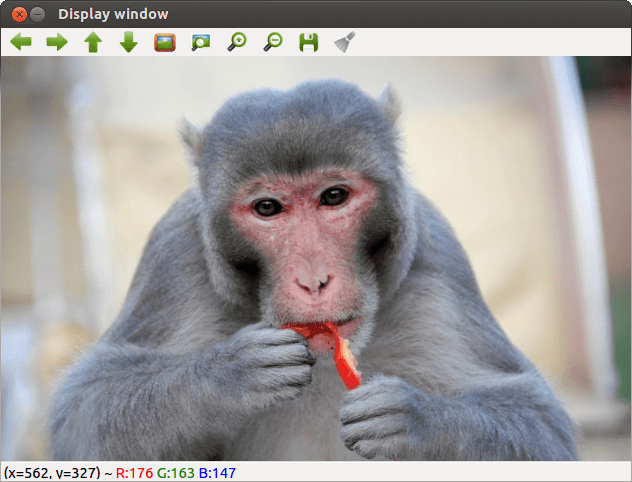 Display window
(x=562, y=327) ~ R:176 G:163 B:147